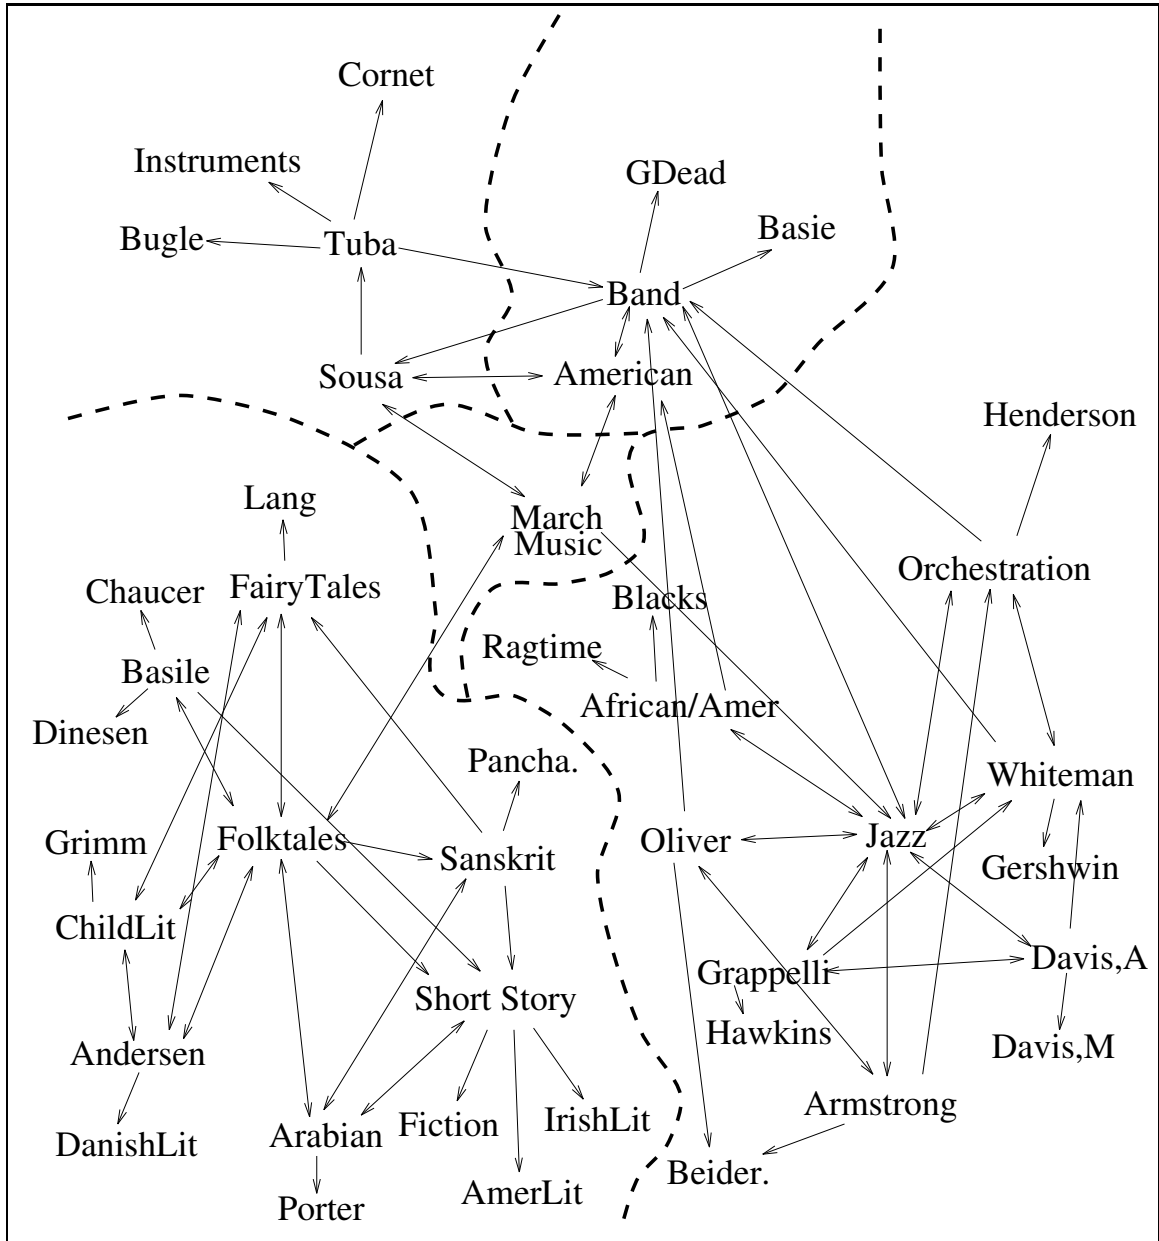 Cornet
Instruments
GDead
Bugle
Tuba
Basie
Band
Sousa
American
Henderson
Lang
March
Music
Chaucer
FairyTales
Orchestration
Blacks
Ragtime
Basile
African/Amer
Dinesen
Pancha.
Whiteman
Grimm
Folktales
Sanskrit
Oliver
Jazz
Gershwin
ChildLit
Short Story
Grappelli
Davis,A
Hawkins
Davis,M
Andersen
Armstrong
DanishLit
Arabian
Fiction
IrishLit
Beider.
AmerLit
Porter